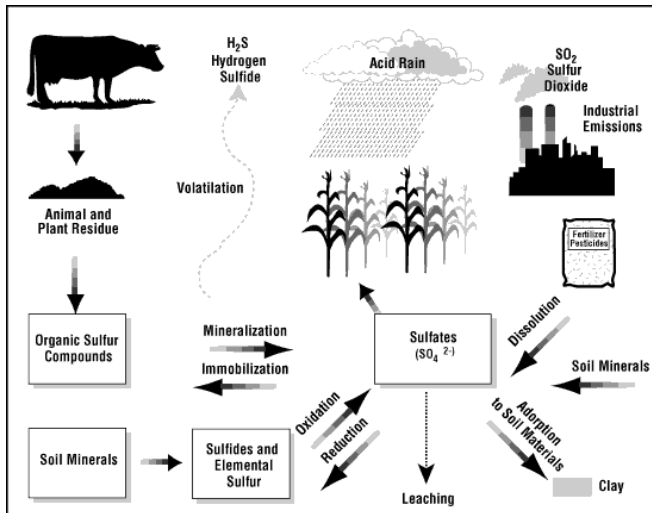 H₂S
Hydrogen
Sulfide
Acid Rain
SO₂
Sulfur
Dioxide
Industrial
Emissions
Volatilation
Animal and
Plant Residue
Fertilizer
Pesticides
Organic Sulfur
Compounds
Mineralization
Immobilization
Sulfates
(SO₄ ²⁻)
Dissolution
Soil Minerals
Oxidation
Reduction
Adorption
to Soil Materials
Soil Minerals
Sulfides and
Elemental
Sulfur
Leaching
Clay